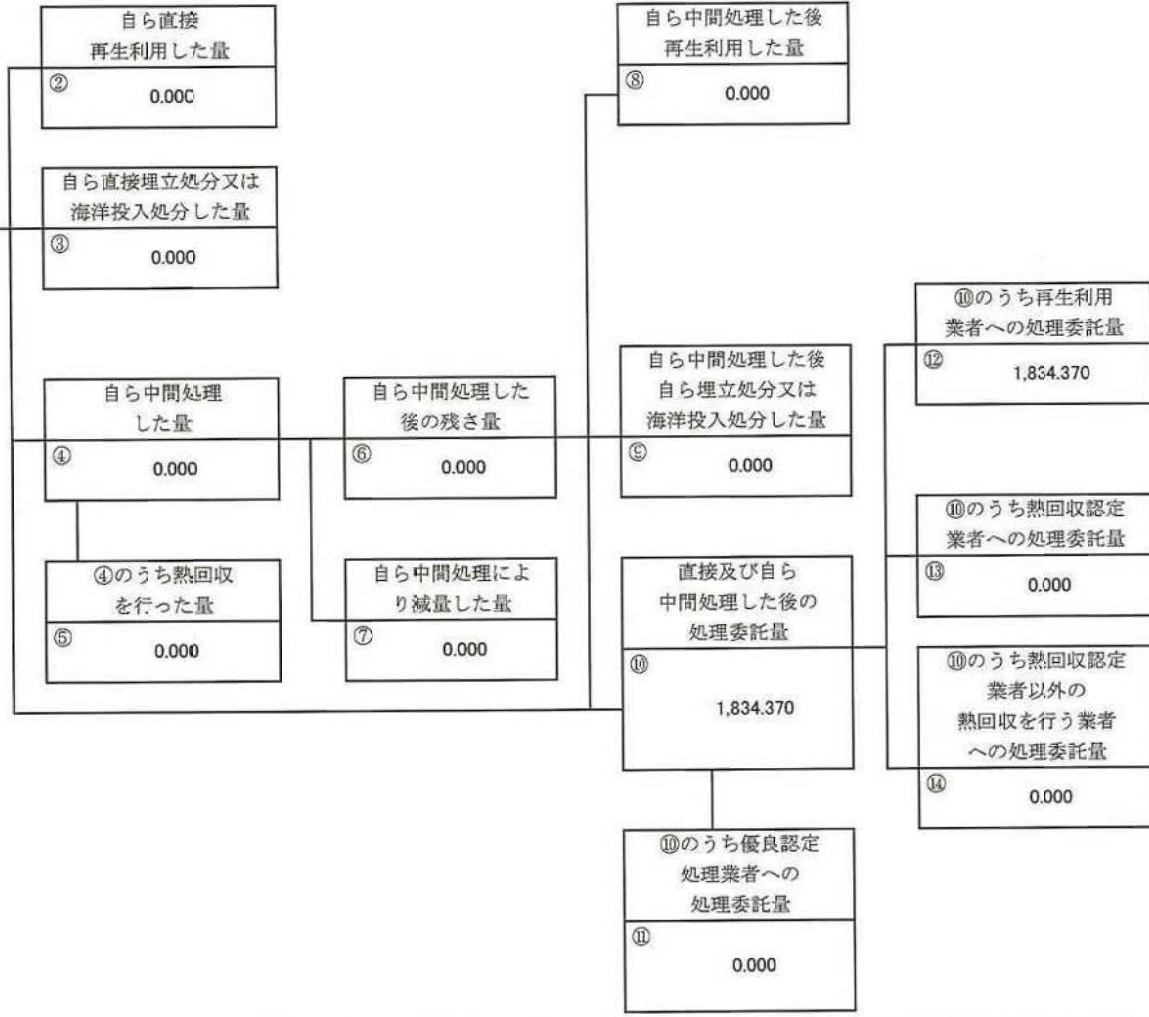 自ら直接
再生利用した量
②
0.000
自ら直接埋立処分又は
海洋投入処分した量
③
0.000
自ら中間処理
した量
④
0.000
④のうち熱回収
を行った量
⑤
0.000
自ら中間処理した
後の残さ量
⑥
0.000
自ら中間処理によ
り減量した量
⑦
0.000
自ら中間処理した後
再生利用した量
⑧
0.000
自ら中間処理した後
自ら埋立処分又は
海洋投入処分した量
⑨
0.000
直接及び自ら
中間処理した後の
処理委託量
⑩
1,834.370
⑩のうち優良認定
処理業者への
処理委託量
⑪
0.000
⑩のうち再生利用
業者への処理委託量
⑫
1,834.370
⑩のうち熱回収認定
業者への処理委託量
⑬
0.000
⑩のうち熱回収認定
業者以外の
熱回収を行う業者
への処理委託量
⑭
0.000